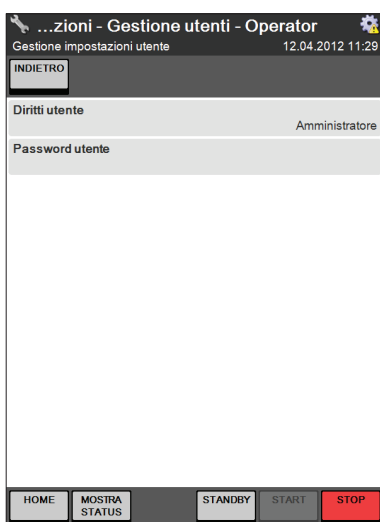 ...zioni - Gestione utenti - Operator
Gestione impostazioni utente 12.04.2012 11:29
INDIETRO
Diritti utente
Amministratore
Password utente
HOME MOSTRA STATUS STANDBY START STOP